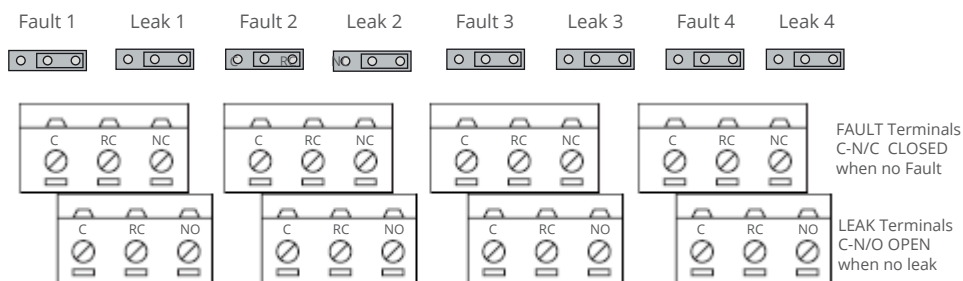 Fault 1 Leak 1 Fault 2 Leak 2 Fault 3 Leak 3 Fault 4 Leak 4
C RC NO
C RC NC C RC NC C RC NC C RC NC
FAULT Terminals
C-N/C CLOSED
when no Fault
C RC NO C RC NO C RC NO C RC NO
LEAK Terminals
C-N/O OPEN
when no leak